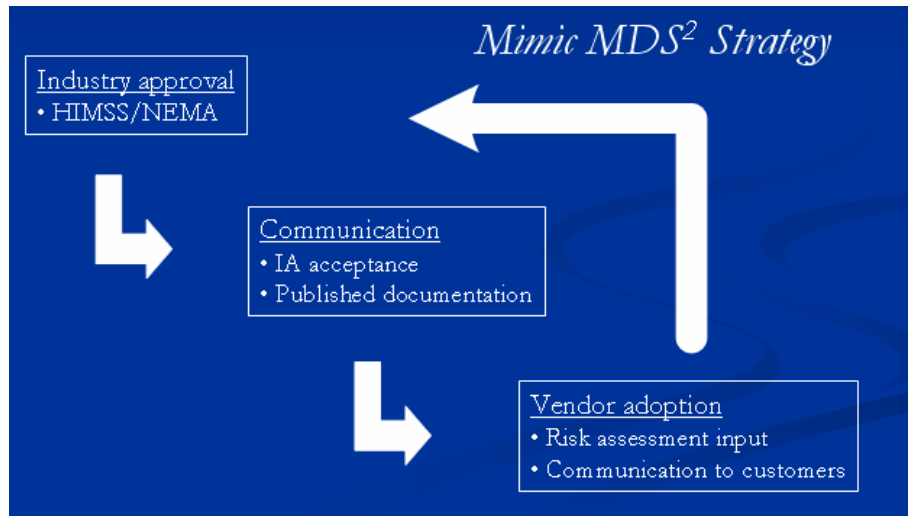 Mimic MDS² Strategy
Industry approval
• HIMSS/NEMA
Communication
• IA acceptance
• Published documentation
Vendor adoption
• Risk assessment input
• Communication to customers